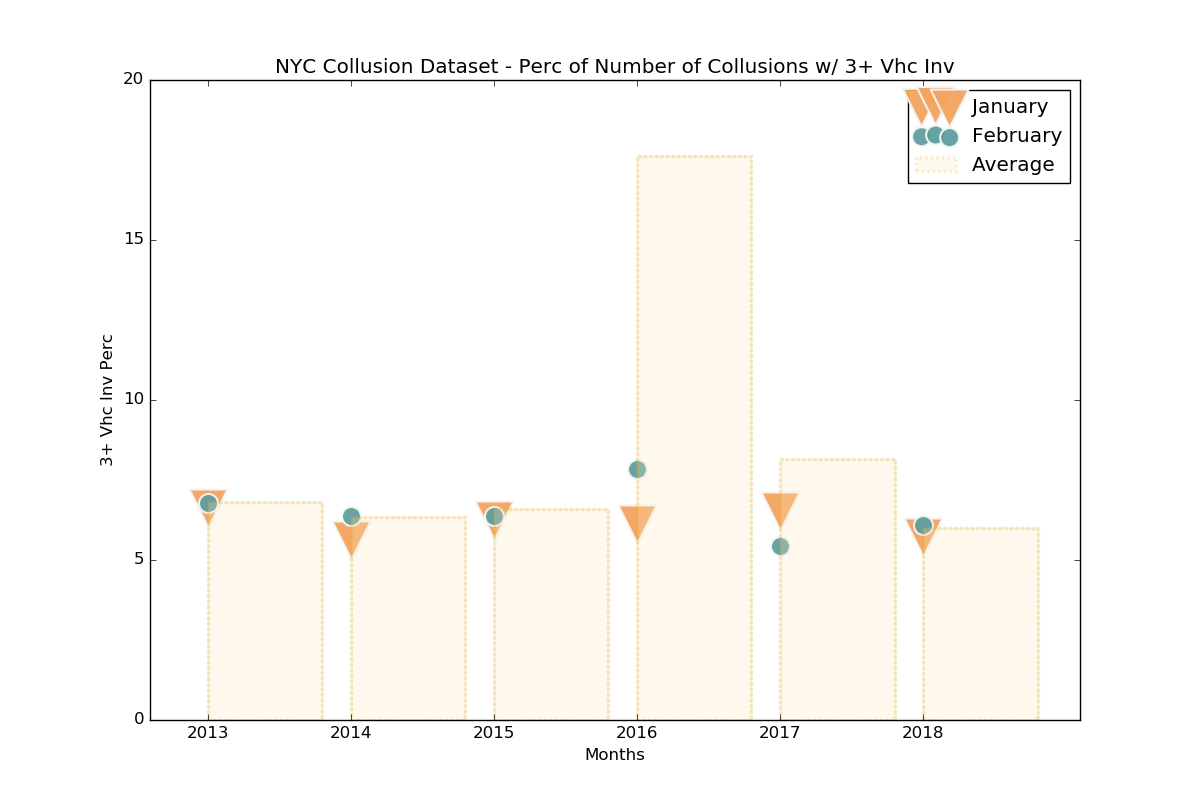 NYC Collusion Dataset - Perc of Number of Collusions w/ 3+ Vhc Inv
20
15
10
5
0
3+ Vhc Inv Perc
January
February
Average
2013 2014 2015 2016 2017 2018
Months